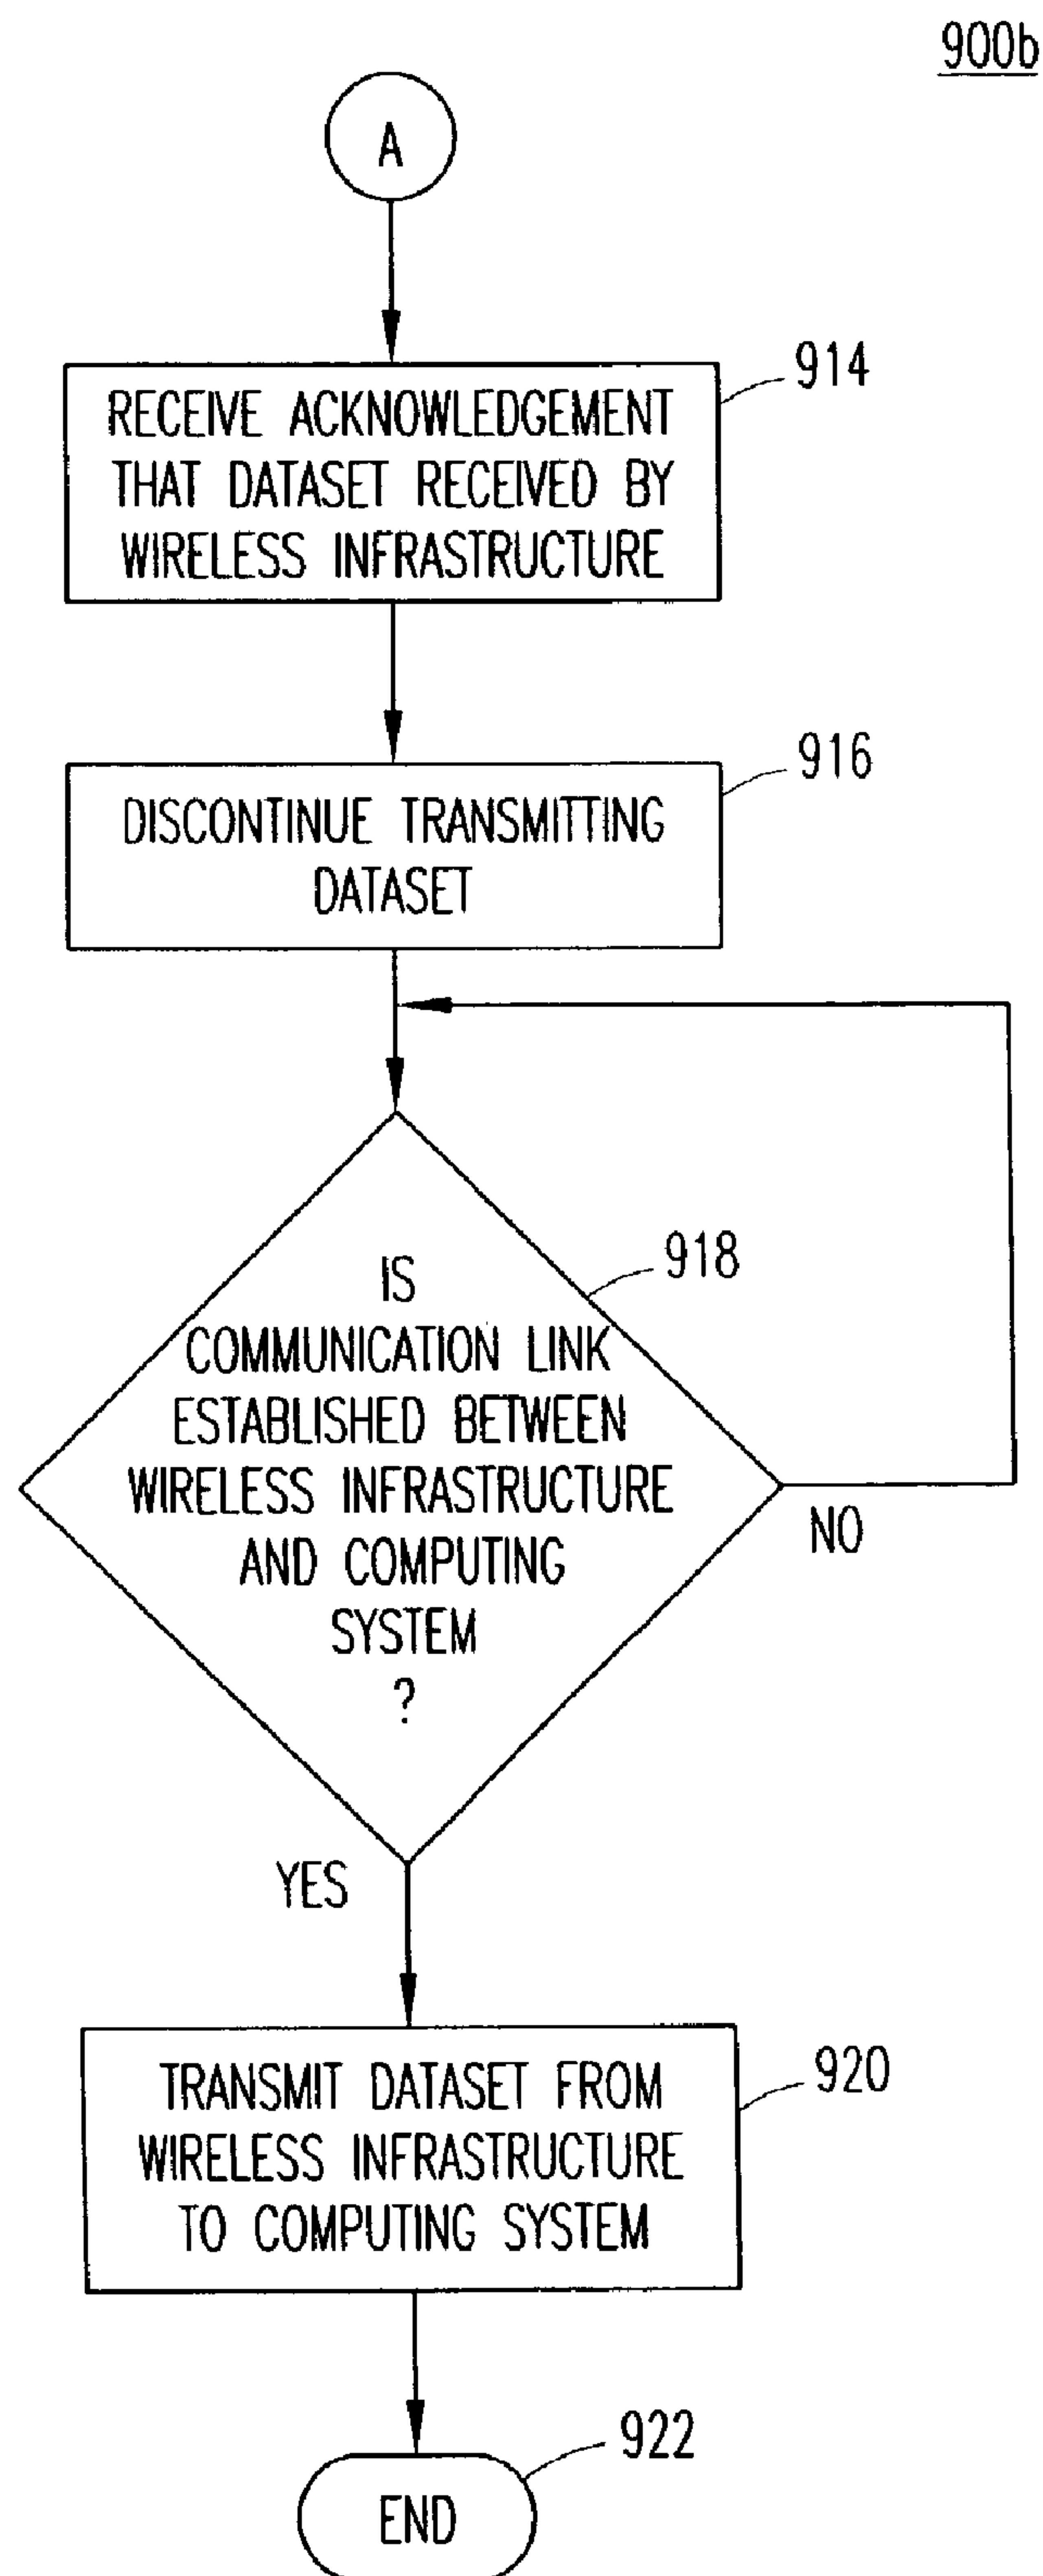 900b
A
914
RECEIVE ACKNOWLEDGEMENT
THAT DATASET RECEIVED BY
WIRELESS INFRASTRUCTURE
916
DISCONTINUE TRANSMITTING
DATASET
918
IS
COMMUNICATION LINK
ESTABLISHED BETWEEN
WIRELESS INFRASTRUCTURE
AND COMPUTING
SYSTEM
?
NO
YES
920
TRANSMIT DATASET FROM
WIRELESS INFRASTRUCTURE
TO COMPUTING SYSTEM
922
END